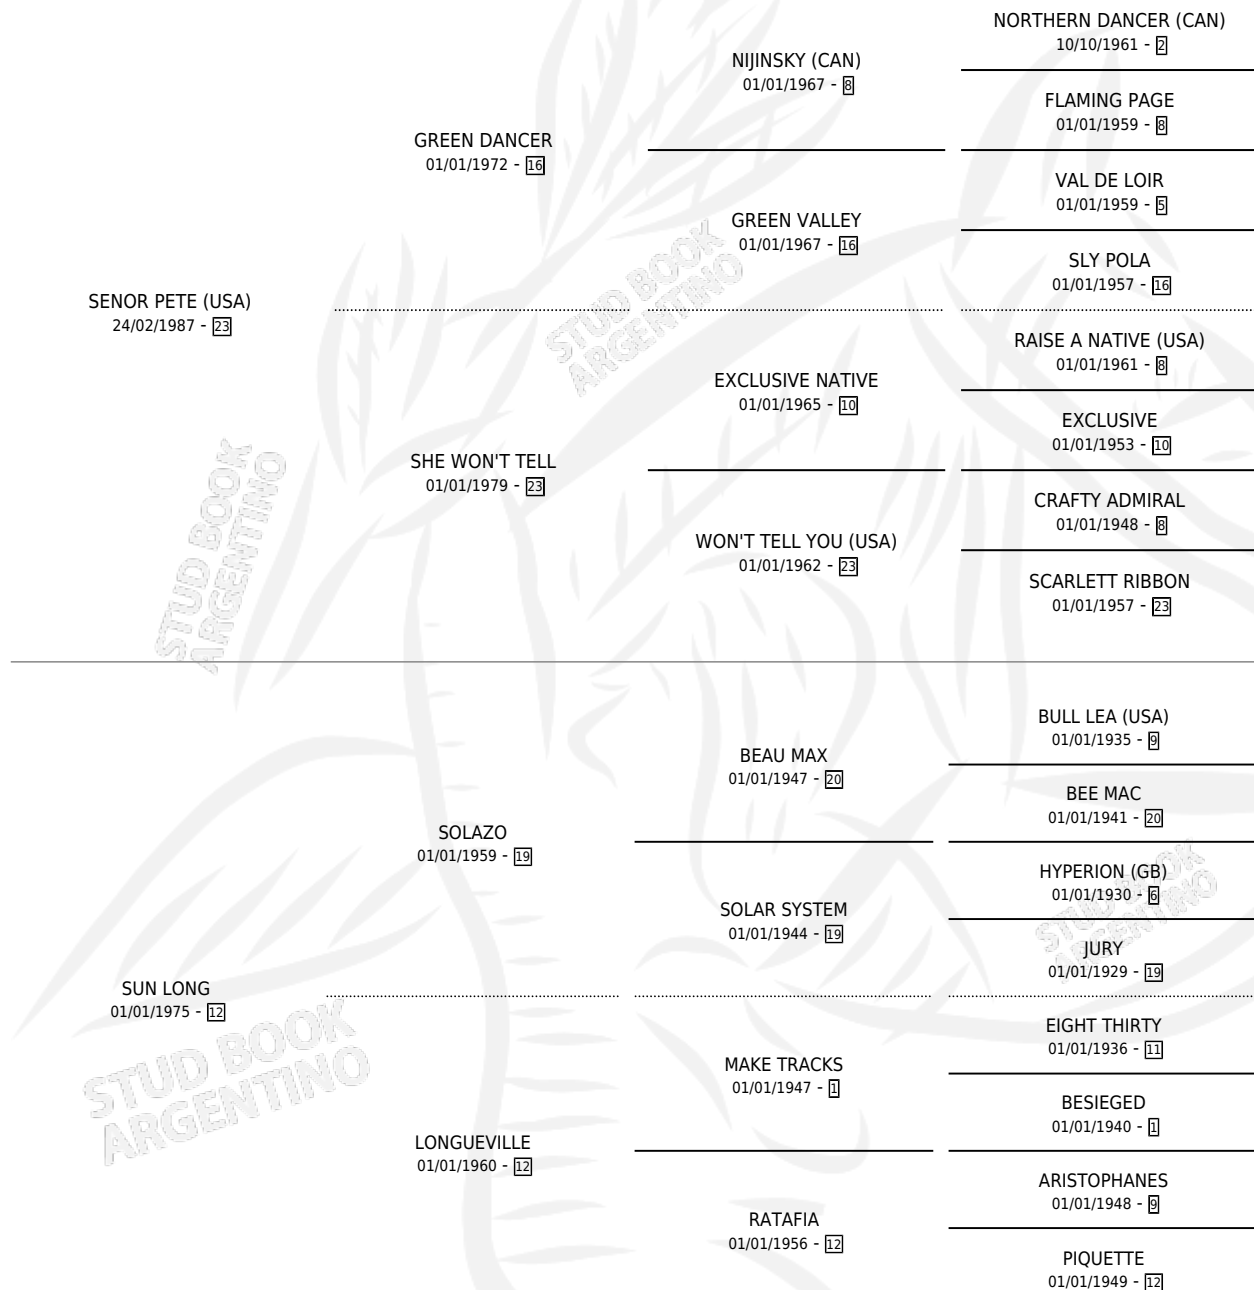 NORTHERN DANCER (CAN)
10/10/1961 - 2
NIJINSKY (CAN)
01/01/1967 - 8
FLAMING PAGE
01/01/1959 - 8
GREEN DANCER
01/01/1972 - 16
VAL DE LOIR
01/01/1959 - 5
GREEN VALLEY
01/01/1967 - 16
SLY POLA
01/01/1957 - 16
SENOR PETE (USA)
24/02/1987 - 23
RAISE A NATIVE (USA)
01/01/1961 - 8
EXCLUSIVE NATIVE
01/01/1965 - 10
EXCLUSIVE
01/01/1953 - 10
SHE WON'T TELL
01/01/1979 - 23
CRAFTY ADMIRAL
01/01/1948 - 8
WON'T TELL YOU (USA)
01/01/1962 - 23
SCARLETT RIBBON
01/01/1957 - 23
BULL LEA (USA)
01/01/1935 - 9
BEAU MAX
01/01/1947 - 20
BEE MAC
01/01/1941 - 20
SOLAZO
01/01/1959 - 19
HYPERION (GB)
01/01/1930 - 6
SOLAR SYSTEM
01/01/1944 - 19
JURY
01/01/1929 - 19
SUN LONG
01/01/1975 - 12
EIGHT THIRTY
01/01/1936 - 11
MAKE TRACKS
01/01/1947 - 1
BESIEGED
01/01/1940 - 1
LONGUEVILLE
01/01/1960 - 12
ARISTOPHANES
01/01/1948 - 9
RATAFIA
01/01/1956 - 12
PIQUETTE
01/01/1949 - 12
STUD BOOK
ARGENTINO
STUD BOOK
ARGENTINO
STUD BOOK
ARGENTINO
STUD BOOK
ARGENTINO